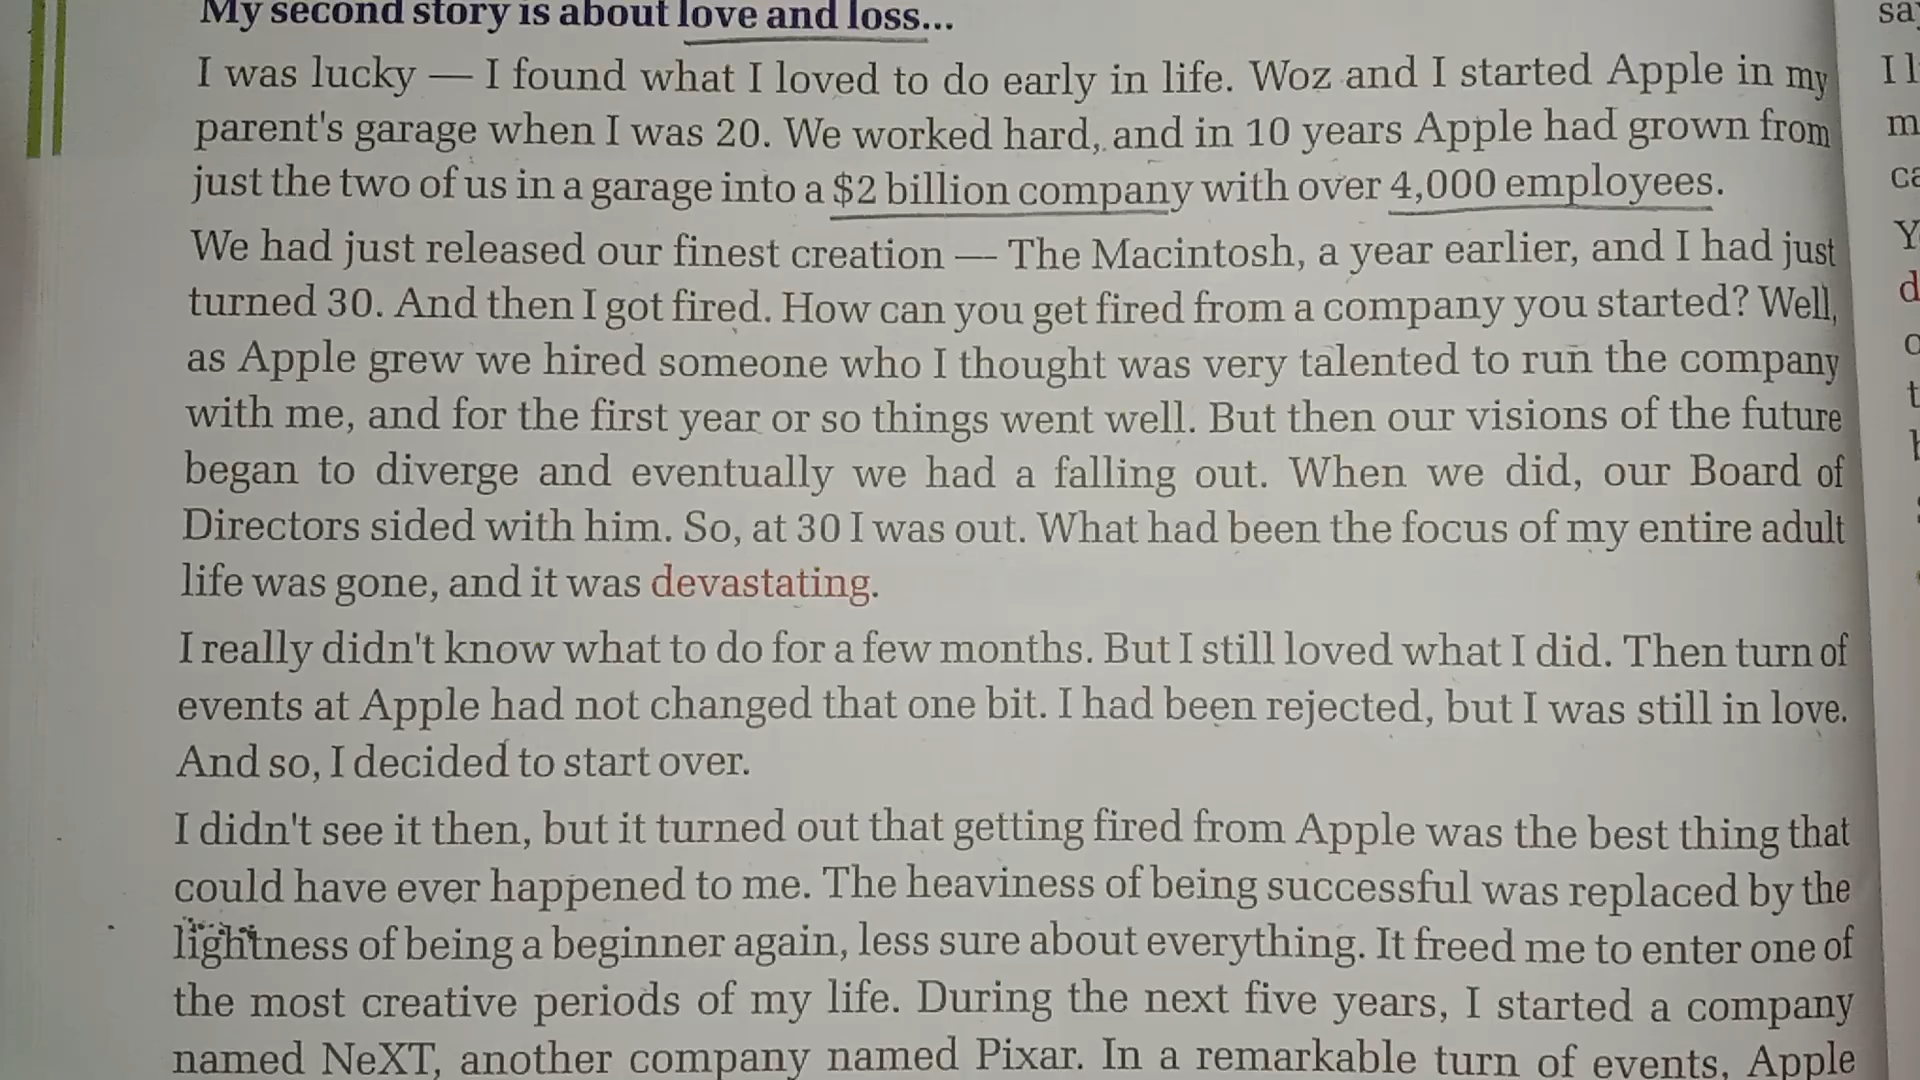 My second story is about love and loss...
I was lucky — I found what I loved to do early in life. Woz and I started Apple in my
parent's garage when I was 20. We worked hard, and in 10 years Apple had grown from
just the two of us in a garage into a $2 billion company with over 4,000 employees.
We had just released our finest creation — The Macintosh, a year earlier, and I had just
turned 30. And then I got fired. How can you get fired from a company you started? Well,
as Apple grew we hired someone who I thought was very talented to run the company
with me, and for the first year or so things went well. But then our visions of the future
began to diverge and eventually we had a falling out. When we did, our Board of
Directors sided with him. So, at 30 I was out. What had been the focus of my entire adult
life was gone, and it was devastating.
I really didn't know what to do for a few months. But I still loved what I did. Then turn of
events at Apple had not changed that one bit. I had been rejected, but I was still in love.
And so, I decided to start over.
I didn't see it then, but it turned out that getting fired from Apple was the best thing that
could have ever happened to me. The heaviness of being successful was replaced by the
lightness of being a beginner again, less sure about everything. It freed me to enter one of
the most creative periods of my life. During the next five years, I started a company
named NeXT, another company named Pixar. In a remarkable turn of events, Apple